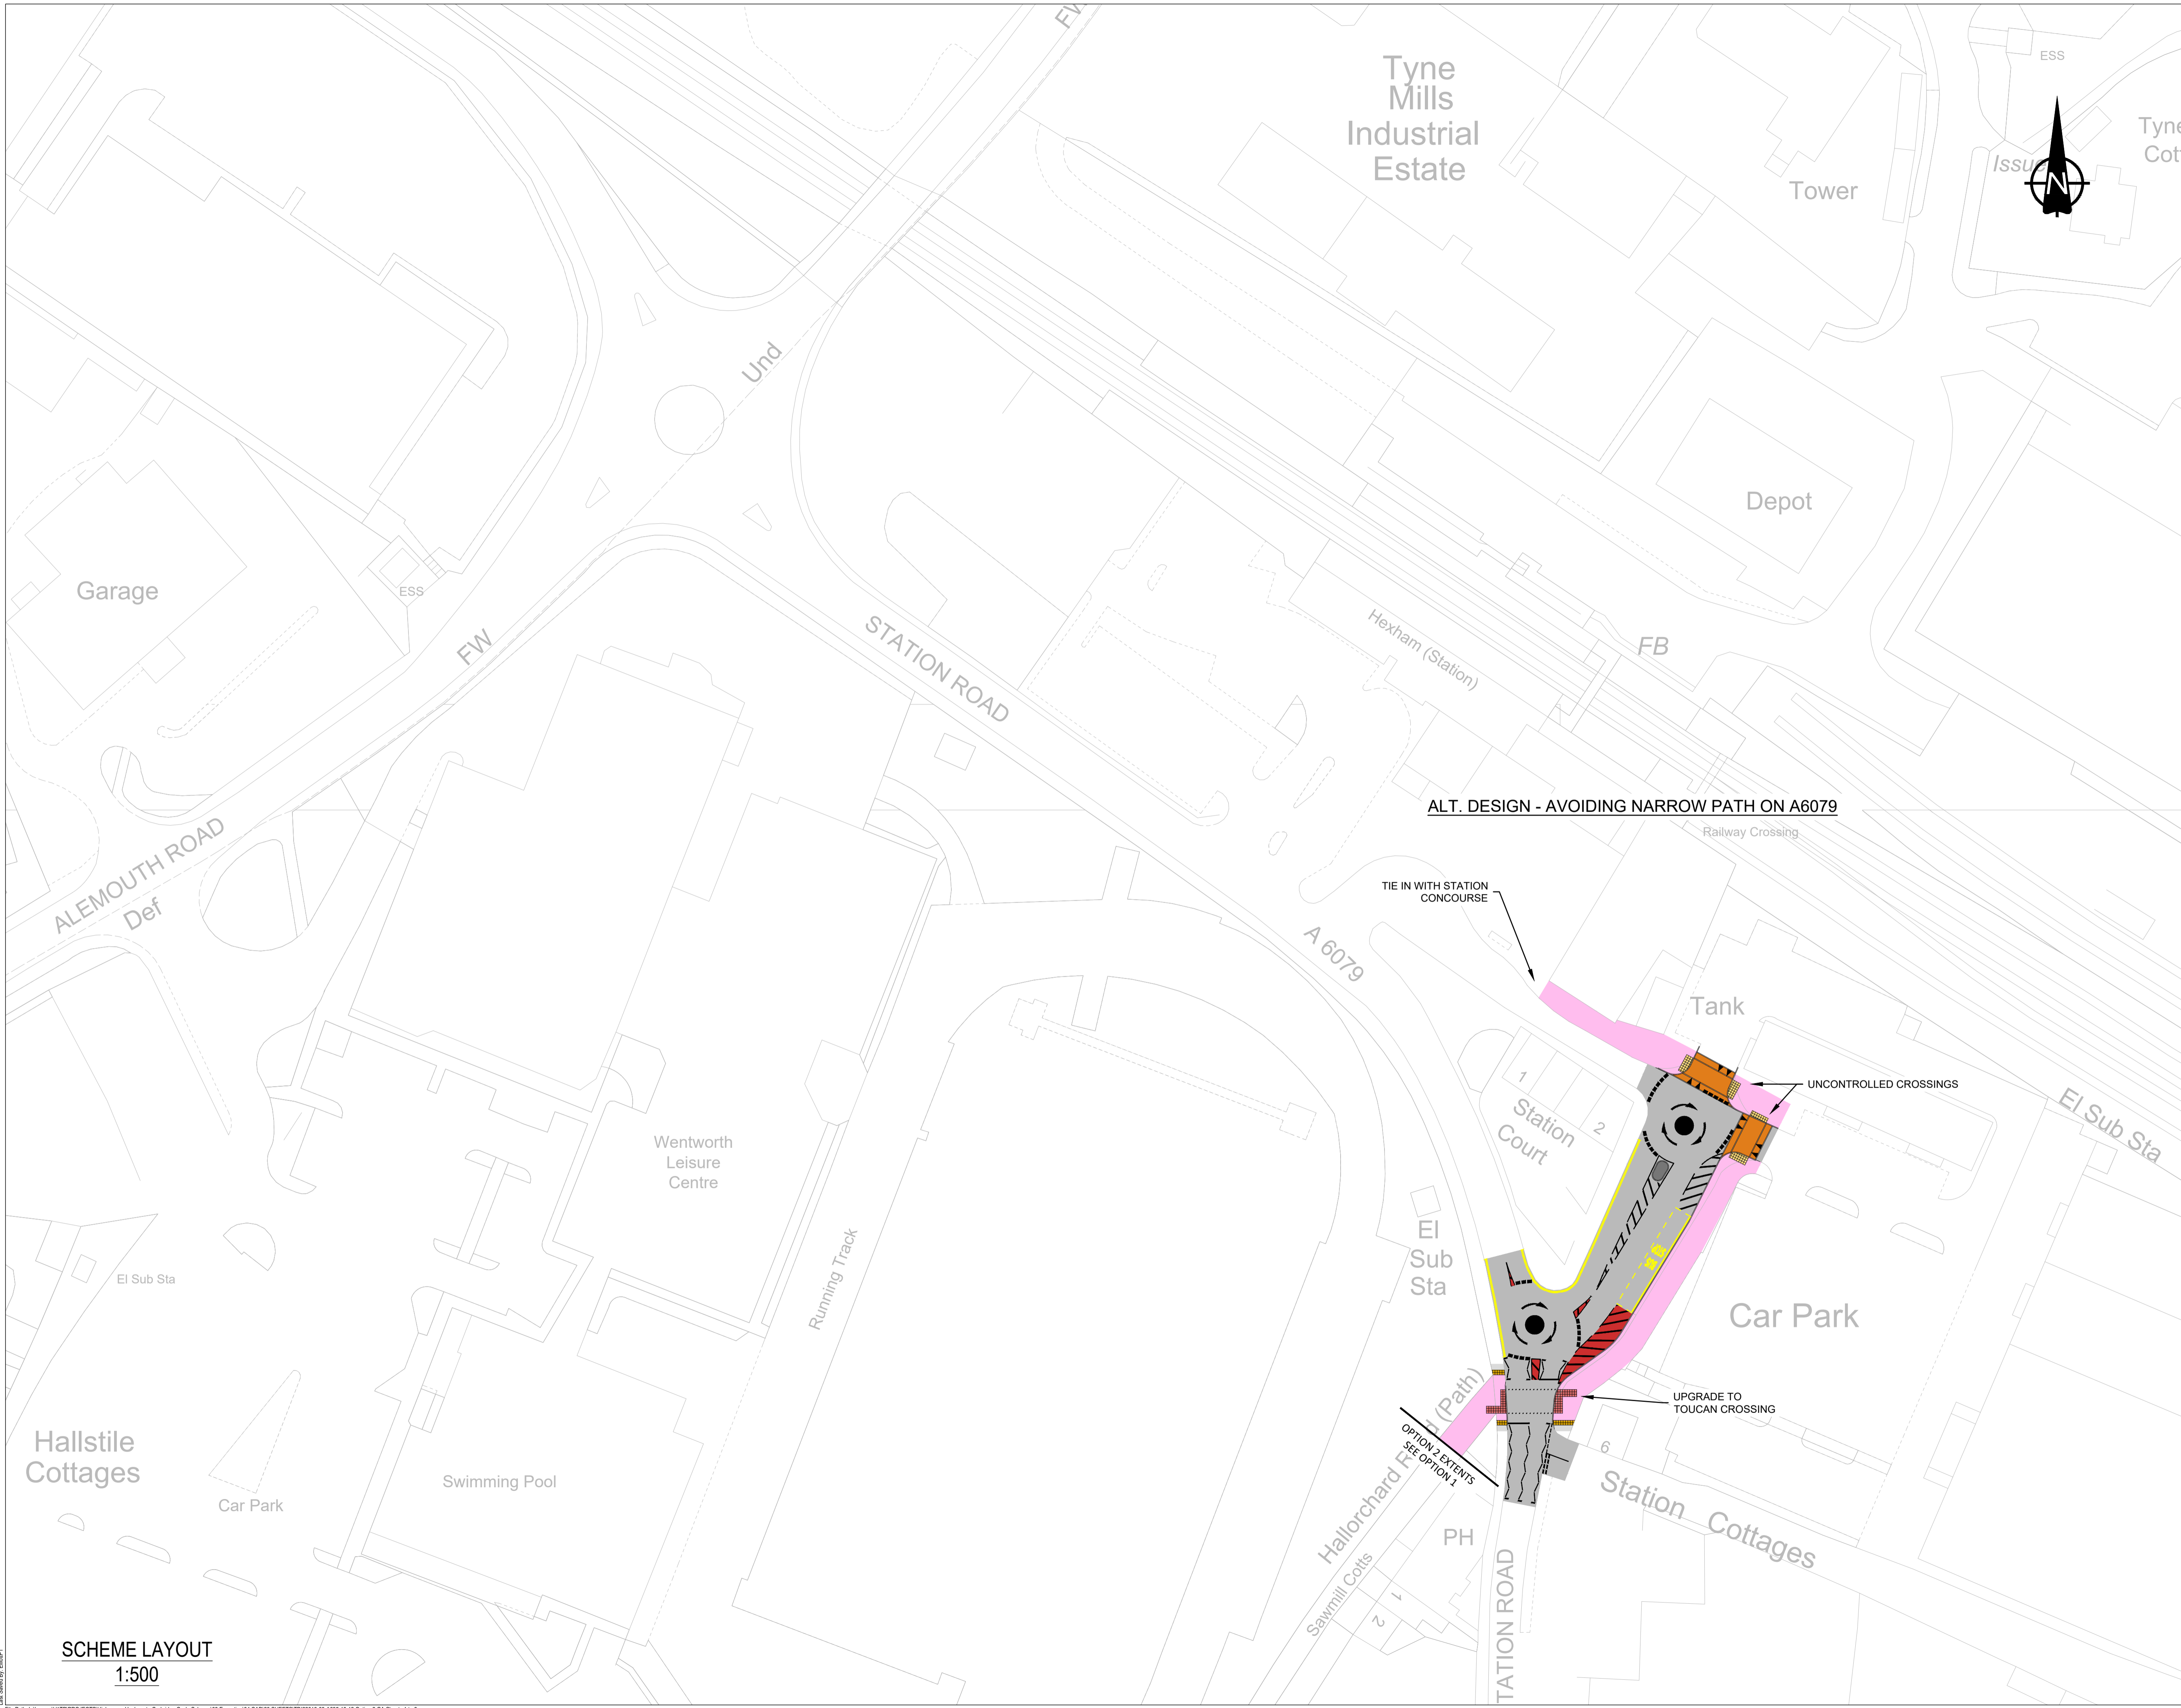 FW
Tyne
Mills
Industrial
Estate
ESS
Tyne
Cot
Issue
N
Tower
Und
Depot
Garage
ESS
FW
STATION ROAD
Hexham (Station)
FB
ALT. DESIGN - AVOIDING NARROW PATH ON A6079
Railway Crossing
ALEMOUTH ROAD
Def
TIE IN WITH STATION
CONCOURSE
A 6079
Tank
UNCONTROLLED CROSSINGS
El Sub Sta
1
Station
Court
2
Wentworth
Leisure
Centre
El
Sub
Sta
Running Track
El Sub Sta
Car Park
Hallorchard R d (Path)
UPGRADE TO
TOUCAN CROSSING
OPTION 2 EXTENTS
SEE OPTION 1
6
Station Cottages
Hallstile
Cottages
Car Park
Swimming Pool
PH
Sawmill Cotts
1
2
TATION ROAD
SCHEME LAYOUT
1:500